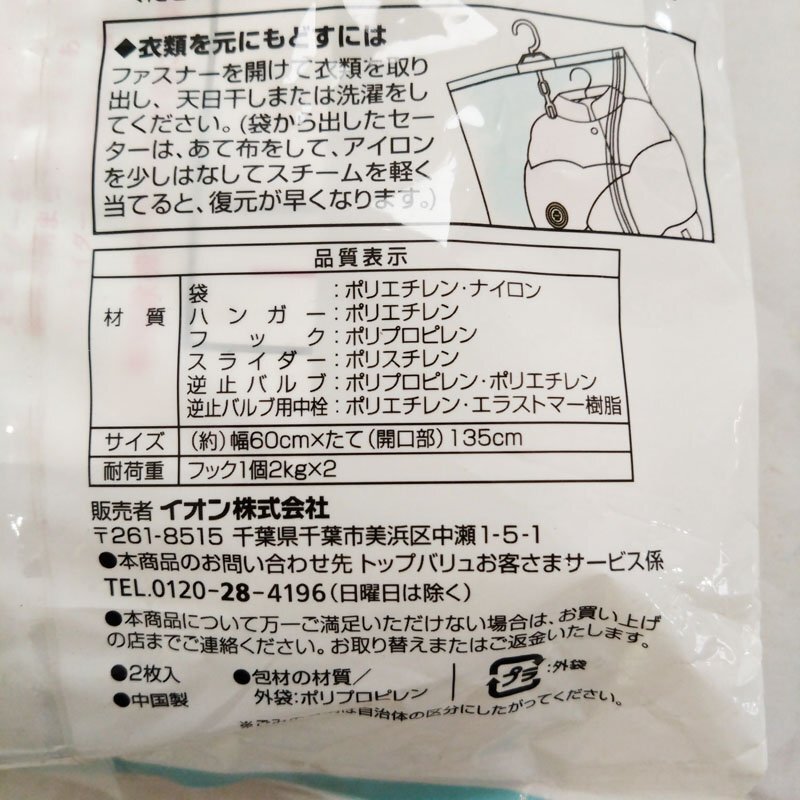 ◆衣類を元にもどすには
ファスナーを開けて衣類を取り
出し、天日干しまたは洗濯をし
てください。(袋から出したセー
ターは、あて布をして、アイロン
を少しはなしてスチームを軽く
当てると、復元が早くなります。)
品質表示
材質
袋:ポリエチレン・ナイロン
ハンガー:ポリエチレン
フック:ポリプロピレン
スライダー:ポリスチレン
逆止バルブ:ポリプロピレン・ポリエチレン
逆止バルブ用中栓:ポリエチレン・エラストマー樹脂
サイズ (約)幅60cm×たて(開口部)135cm
耐荷重 フック1個2kg×2
販売者 イオン株式会社
〒261-8515 千葉県千葉市美浜区中瀬1-5-1
●本商品のお問い合わせ先 トップバリュお客さまサービス係
TEL.0120-28-4196(日曜日は除く)
●本商品について万一ご満足いただけない場合は、お買い上げ
の店までご連絡ください。お取り替えまたはご返金いたします。
●2枚入 ●包材の材質/ プラ :外袋
●中国製 外袋:ポリプロピレン
は自治体の区分にしたがってください。